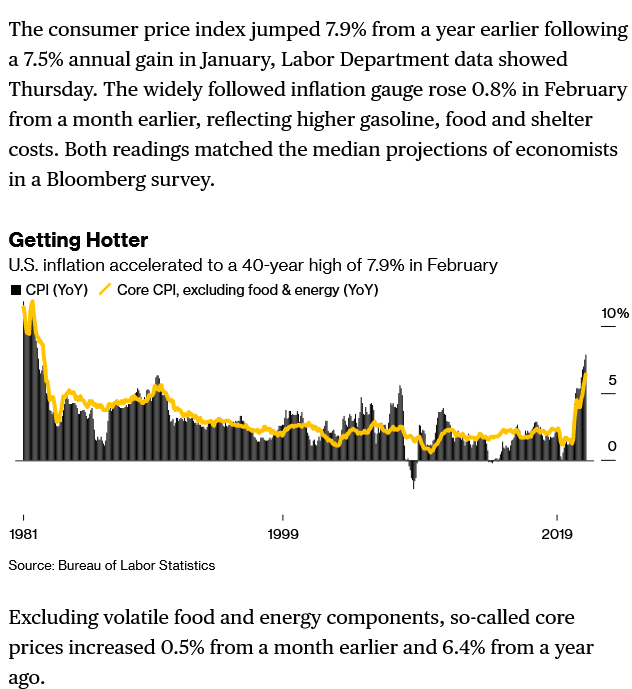 The consumer price index jumped 7.9% from a year earlier following
a 7.5% annual gain in January, Labor Department data showed
Thursday. The widely followed inflation gauge rose 0.8% in February
from a month earlier, reflecting higher gasoline, food and shelter
costs. Both readings matched the median projections of economists
in a Bloomberg survey.
Getting Hotter
U.S. inflation accelerated to a 40-year high of 7.9% in February
CPI (YoY) Core CPI, excluding food & energy (YoY)
10%
5
0
1981 1999 2019
Source: Bureau of Labor Statistics
Excluding volatile food and energy components, so-called core
prices increased 0.5% from a month earlier and 6.4% from a year
ago.